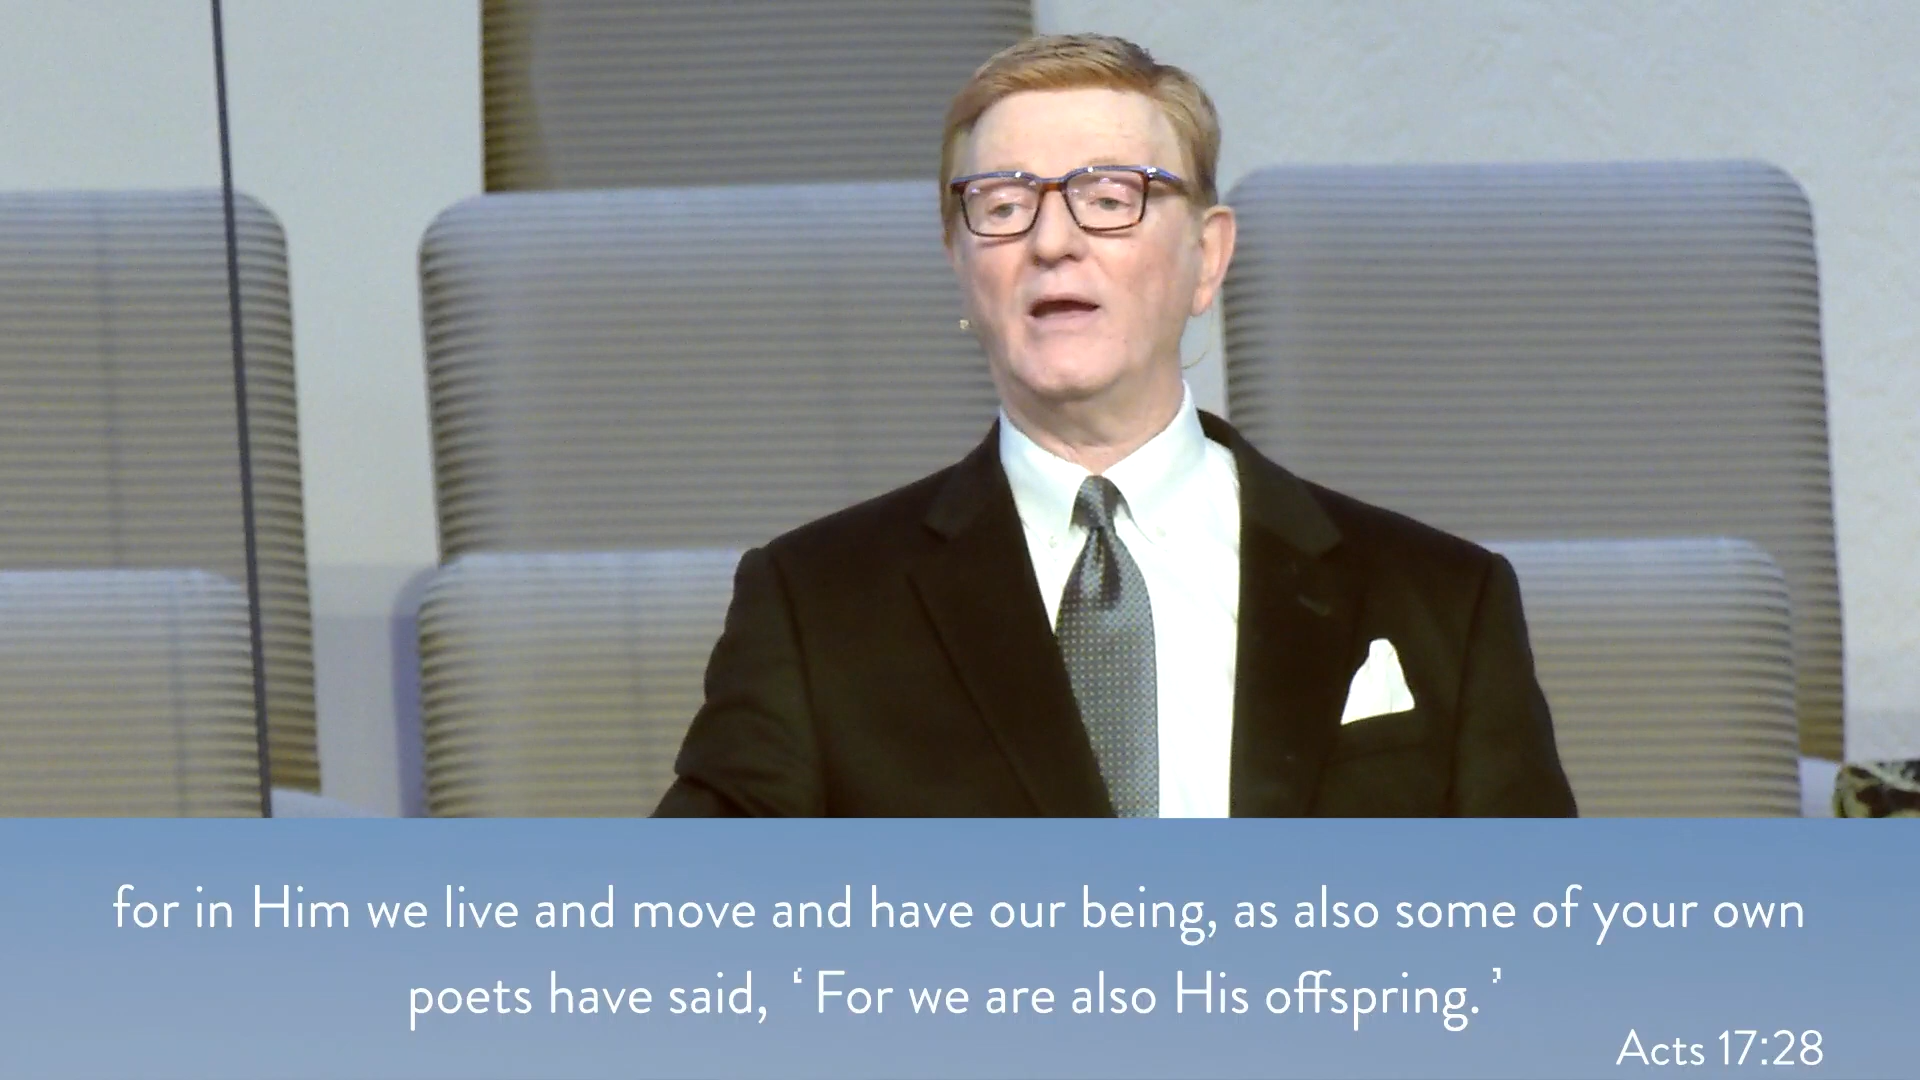 for in Him we live and move and have our being, as also some of your own
poets have said, ‘ For we are also His offspring. ’
Acts 17:28